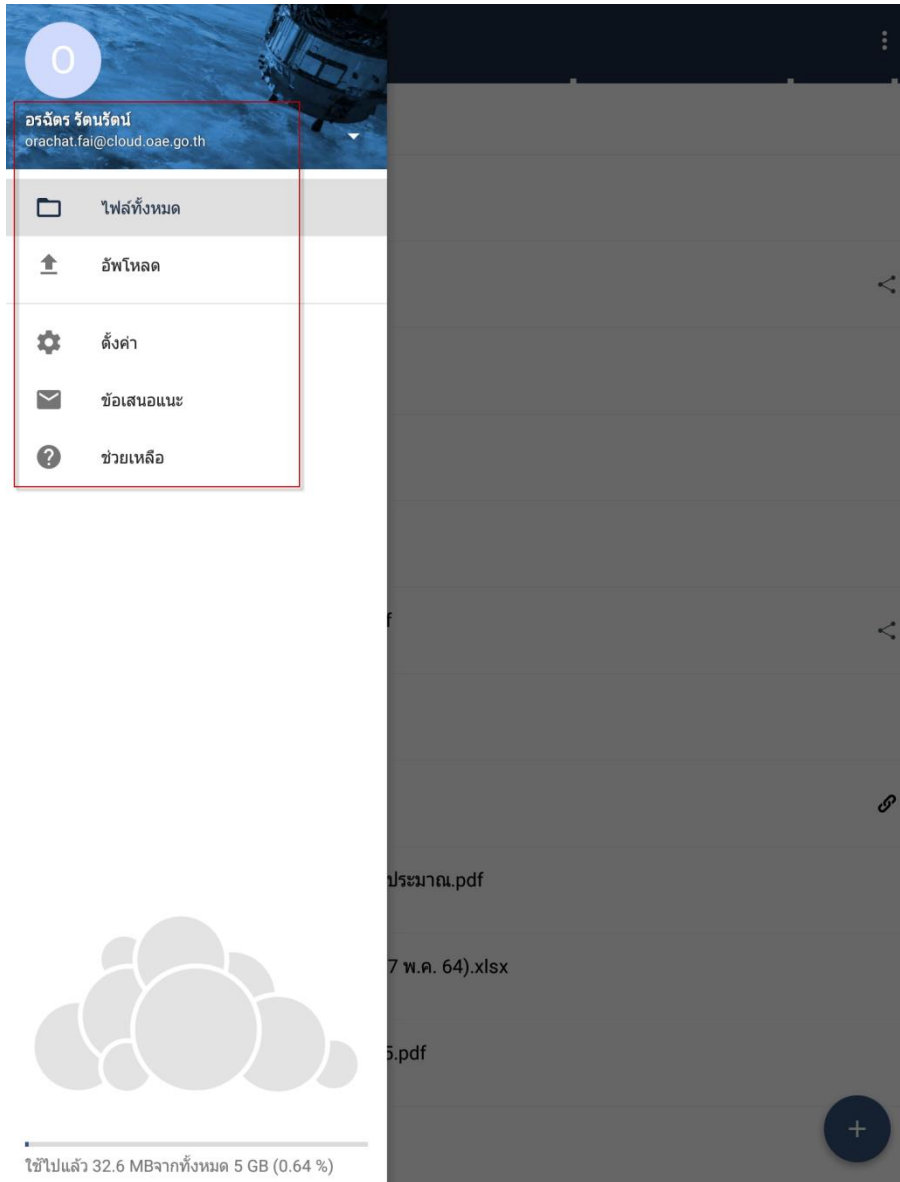 O
อรฉัตร รัตนรัตน์
orachat.fai@cloud.oae.go.th
ไฟล์ทั้งหมด
อัพโหลด
ตั้งค่า
ข้อเสนอแนะ
ช่วยเหลือ
f
ประมาณ.pdf
7 พ.ค. 64).xlsx
5.pdf
ใช้ไปแล้ว 32.6 MBจากทั้งหมด 5 GB (0.64 %)